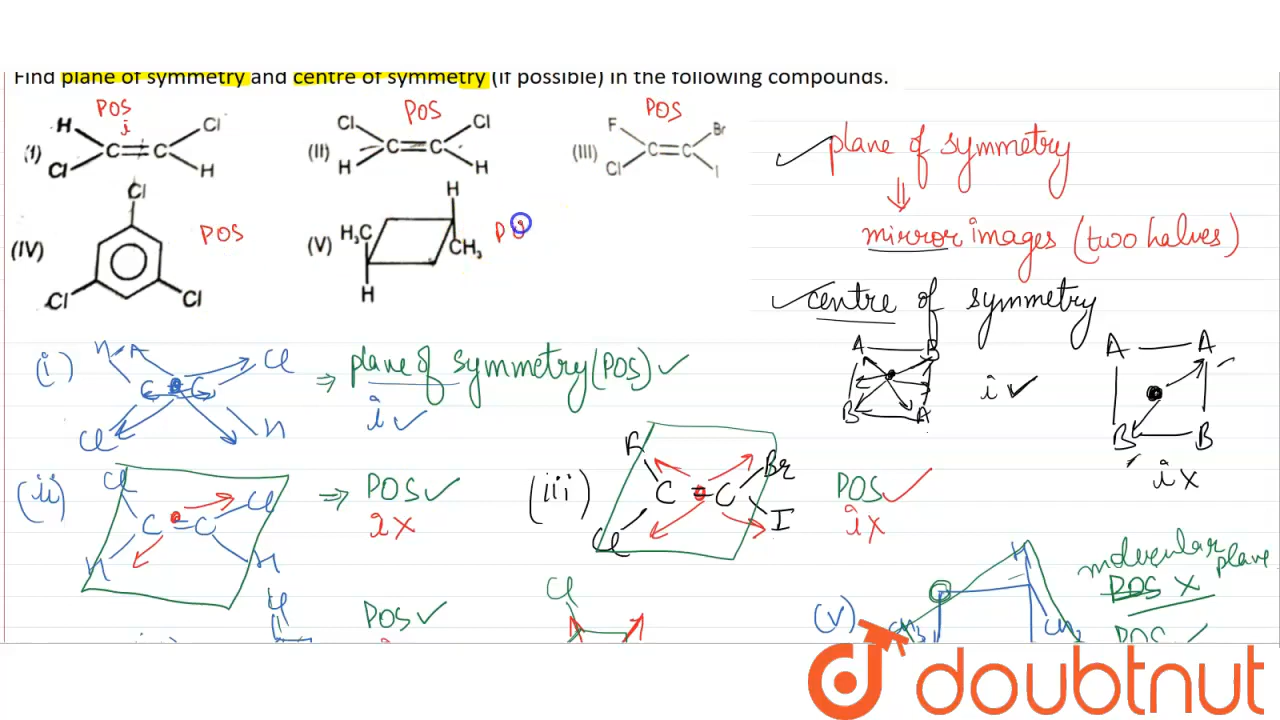 Find plane of symmetry and centre of symmetry (if possible) in the following compounds.
POS
i
H
Cl
C=C
Cl
H
(I)
POS
Cl
Cl
C=C
H
H
(II)
POS
F
Br
C=C
Cl
I
(III)
plane of symmetry
⇓
mirror images (two halves)
Cl
POS
(IV)
Cl
Cl
H
H₃C
(V)
CH₃
H
centre of symmetry
A B
B A
i ✓
A — A
B — B
i x
(i)
H
Cl
C = C
Cl
H
⇒ plane of symmetry (POS) ✓
i ✓
(ii)
Cl
Cl
C = C
H
H
⇒ POS ✓
i x
(iii)
F
Br
C = C
Cl
I
POS ✓
i x
POS ✓
Cl
(v)
H
CH₃
molecular plane
POS x
POS ✓
doubtnut